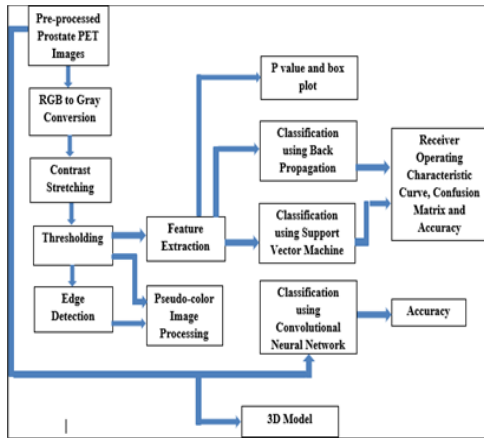 Pre-processed
Prostate PET
Images
RGB to Gray
Conversion
Contrast
Stretching
Thresholding
Edge
Detection
Feature
Extraction
Pseudo-color
Image
Processing
P value and box
plot
Classification
using Back
Propagation
Classification
using Support
Vector Machine
Classification
using
Convolutional
Neural Network
Receiver
Operating
Characteristic
Curve, Confusion
Matrix and
Accuracy
Accuracy
3D Model